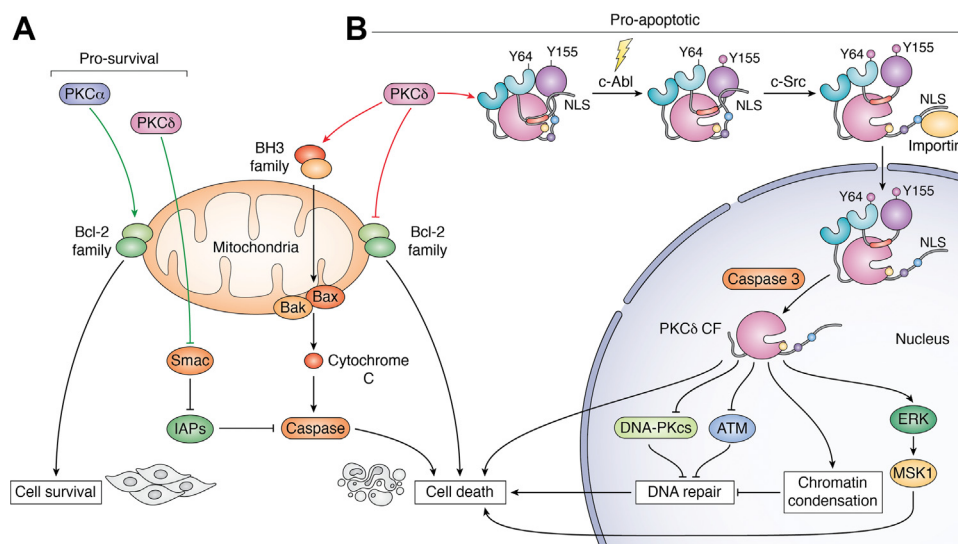 A
B
Pro-apoptotic
Pro-survival
PKCα
PKCδ
PKCδ
Y64
Y155
NLS
c-Abl
Y64
Y155
NLS
c-Src
Y64
Y155
NLS
Importin
BH3
family
Bcl-2
family
Mitochondria
Bcl-2
family
Bak
Bax
Y64
Y155
NLS
Caspase 3
PKCδ CF
Nucleus
Smac
Cytochrome
C
IAPs
Caspase
DNA-PKcs
ATM
ERK
MSK1
Cell survival
Cell death
DNA repair
Chromatin
condensation